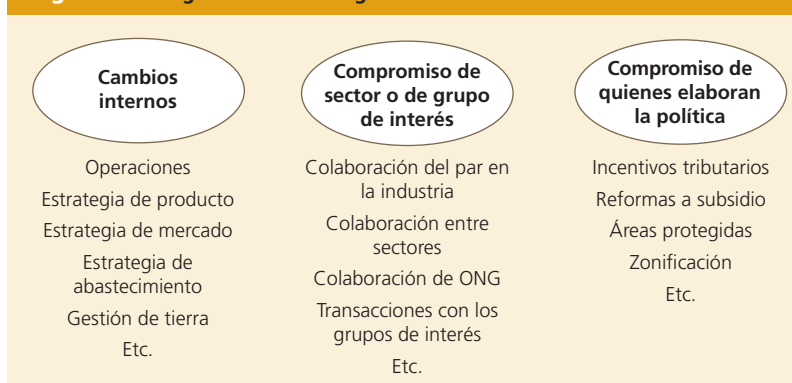 Cambios
internos
Operaciones
Estrategia de producto
Estrategia de mercado
Estrategia de
abastecimiento
Gestión de tierra
Etc.
Compromiso de
sector o de grupo
de interés
Colaboración del par en
la industria
Colaboración entre
sectores
Colaboración de ONG
Transacciones con los
grupos de interés
Etc.
Compromiso de
quienes elaboran
la política
Incentivos tributarios
Reformas a subsidio
Áreas protegidas
Zonificación
Etc.